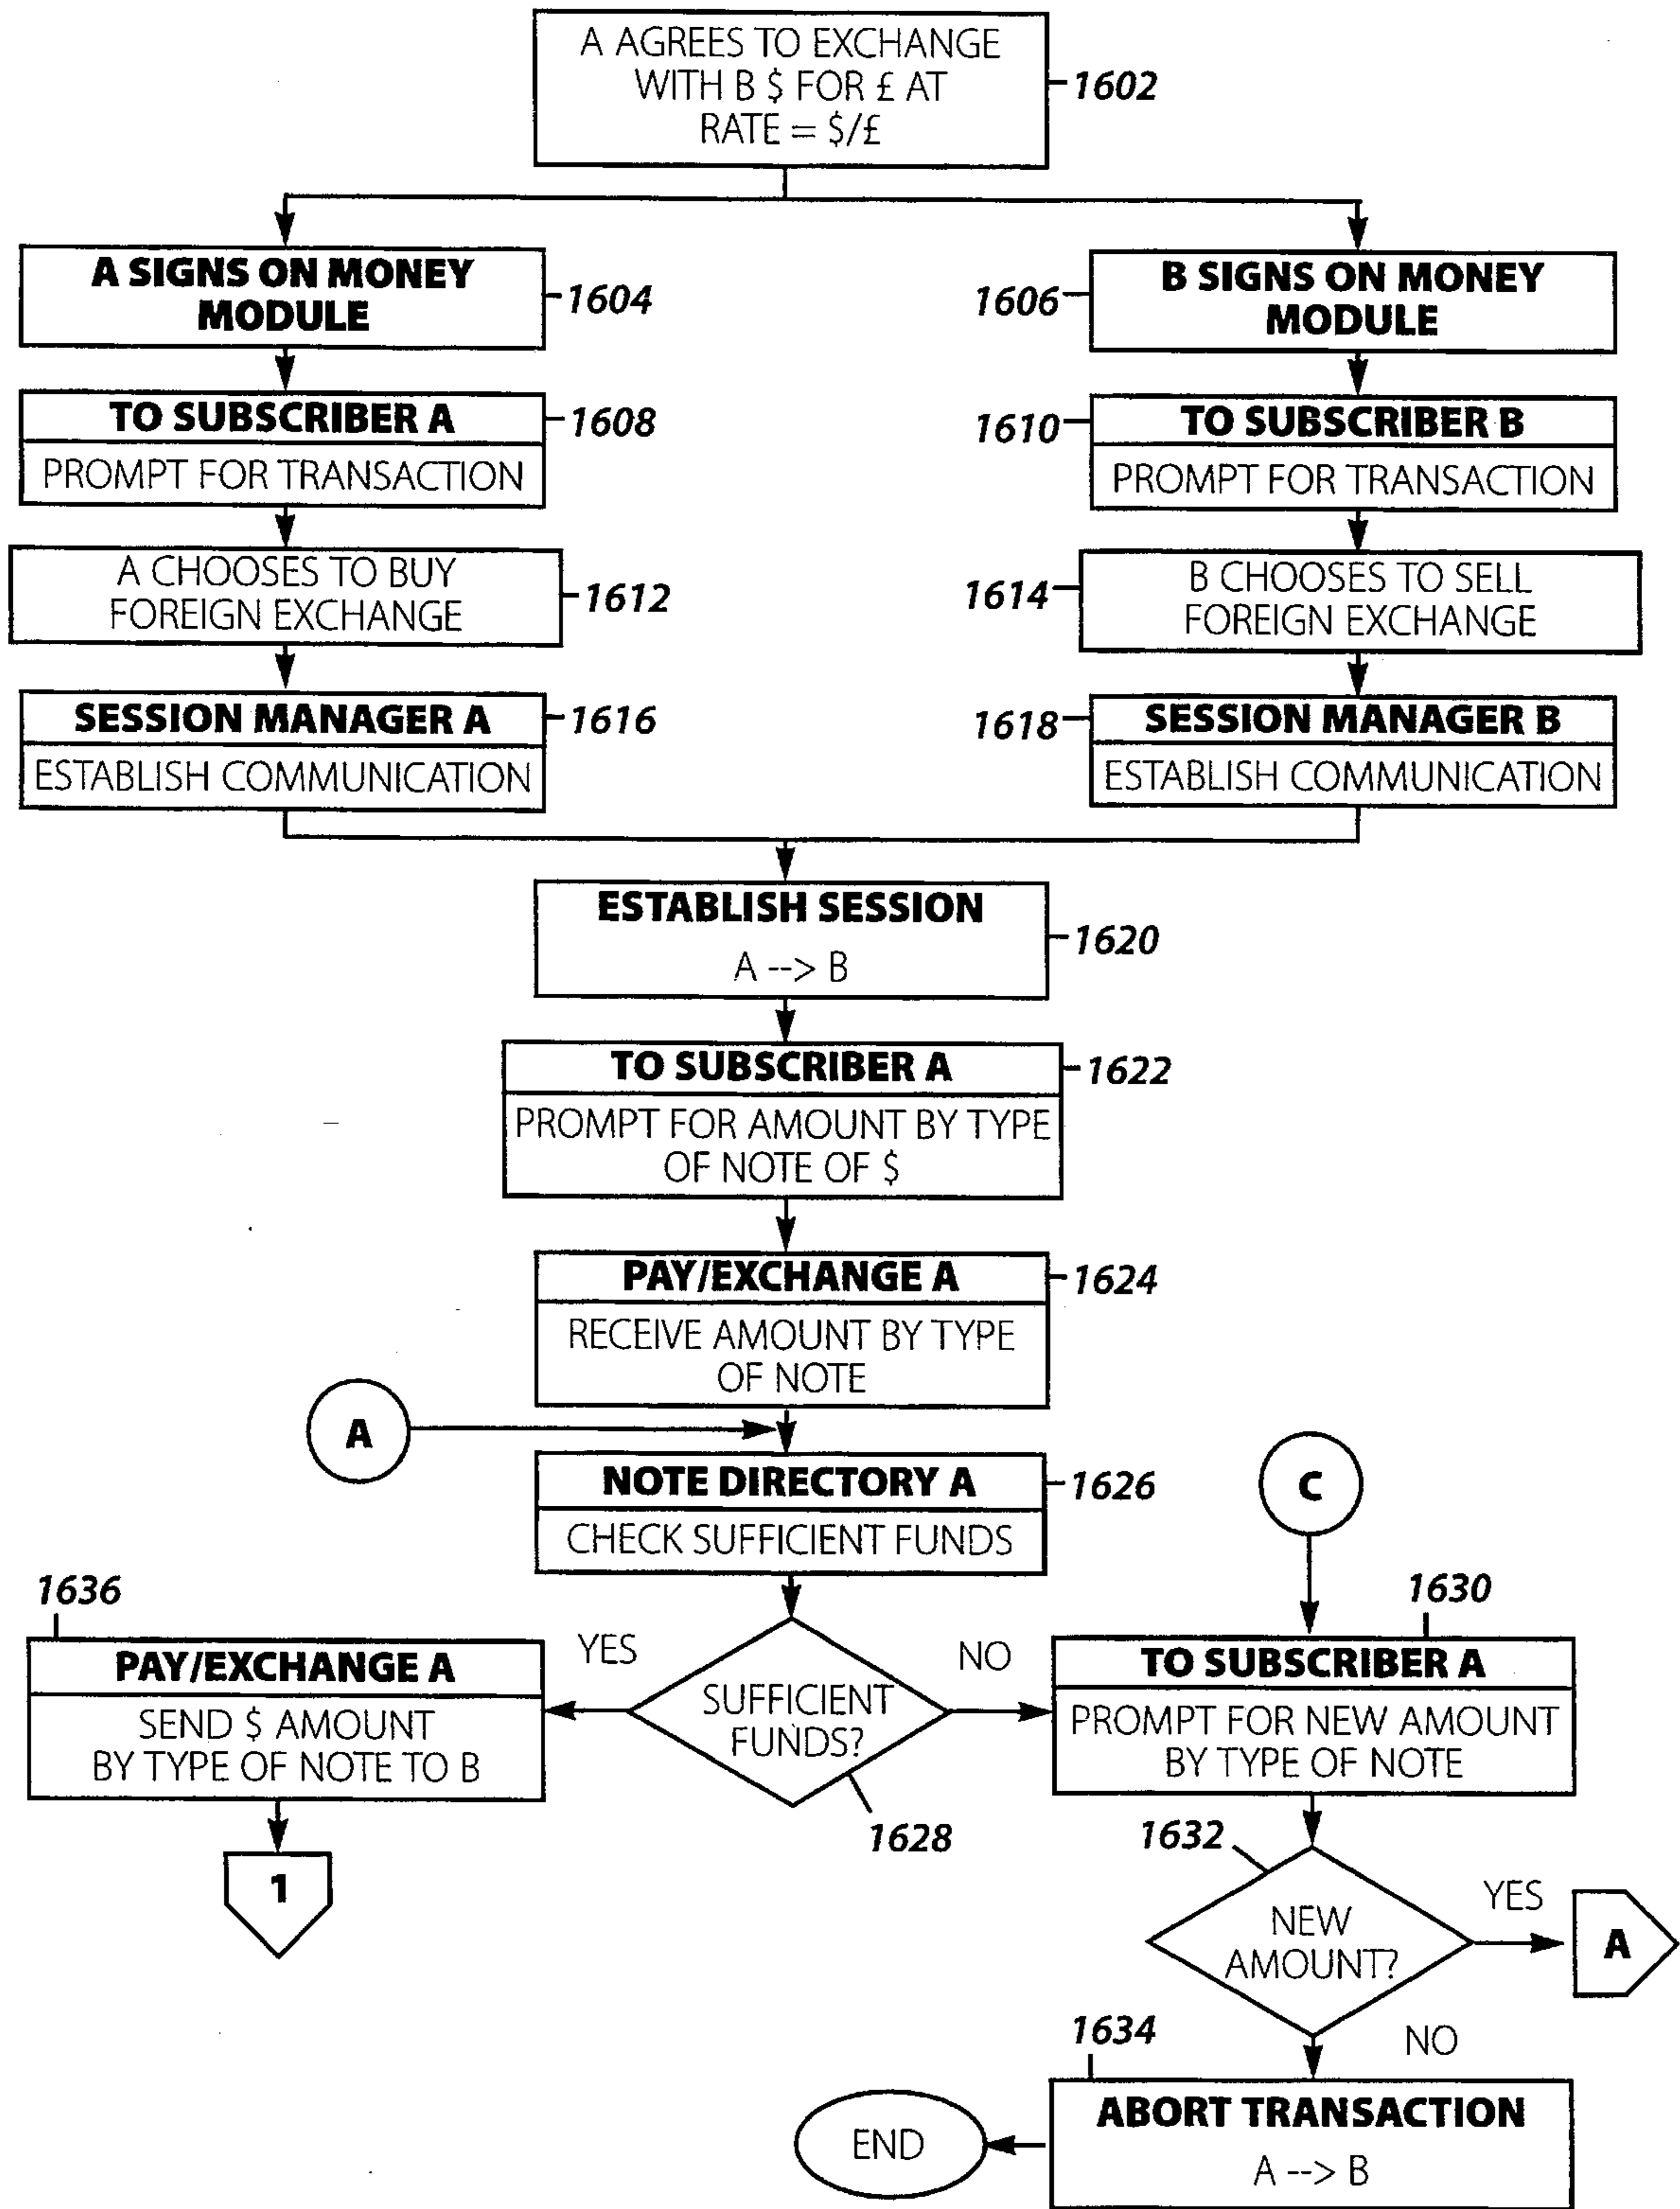 A AGREES TO EXCHANGE
WITH B $ FOR £ AT
RATE = $/£
1602
A SIGNS ON MONEY
MODULE
1604
1606
B SIGNS ON MONEY
MODULE
TO SUBSCRIBER A
1608
PROMPT FOR TRANSACTION
1610
TO SUBSCRIBER B
PROMPT FOR TRANSACTION
A CHOOSES TO BUY
FOREIGN EXCHANGE
1612
1614
B CHOOSES TO SELL
FOREIGN EXCHANGE
SESSION MANAGER A
1616
ESTABLISH COMMUNICATION
1618
SESSION MANAGER B
ESTABLISH COMMUNICATION
ESTABLISH SESSION
A --> B
1620
TO SUBSCRIBER A
1622
PROMPT FOR AMOUNT BY TYPE
OF NOTE OF $
PAY/EXCHANGE A
1624
RECEIVE AMOUNT BY TYPE
OF NOTE
A
NOTE DIRECTORY A
1626
CHECK SUFFICIENT FUNDS
C
1636
PAY/EXCHANGE A
SEND $ AMOUNT
BY TYPE OF NOTE TO B
1
YES
SUFFICIENT
FUNDS?
NO
1628
1630
TO SUBSCRIBER A
PROMPT FOR NEW AMOUNT
BY TYPE OF NOTE
1632
NEW
AMOUNT?
YES
A
NO
1634
ABORT TRANSACTION
A --> B
END